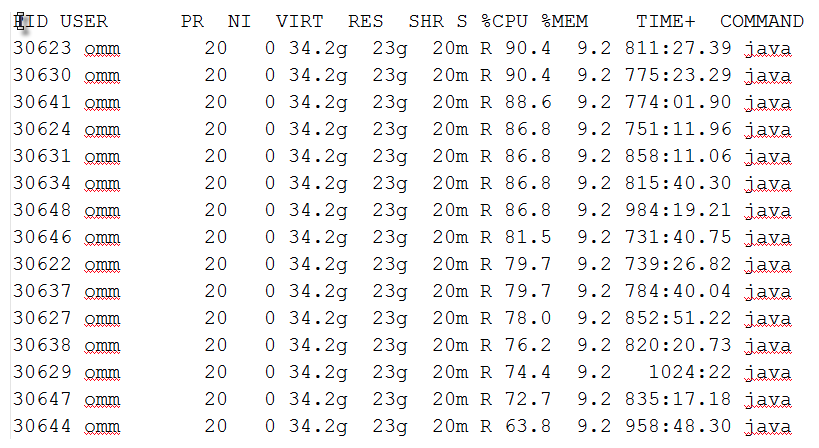 PID USER PR NI VIRT RES SHR S %CPU %MEM TIME+ COMMAND
30623 omm 20 0 34.2g 23g 20m R 90.4 9.2 811:27.39 java
30630 omm 20 0 34.2g 23g 20m R 90.4 9.2 775:23.29 java
30641 omm 20 0 34.2g 23g 20m R 88.6 9.2 774:01.90 java
30624 omm 20 0 34.2g 23g 20m R 86.8 9.2 751:11.96 java
30631 omm 20 0 34.2g 23g 20m R 86.8 9.2 858:11.06 java
30634 omm 20 0 34.2g 23g 20m R 86.8 9.2 815:40.30 java
30648 omm 20 0 34.2g 23g 20m R 86.8 9.2 984:19.21 java
30646 omm 20 0 34.2g 23g 20m R 81.5 9.2 731:40.75 java
30622 omm 20 0 34.2g 23g 20m R 79.7 9.2 739:26.82 java
30637 omm 20 0 34.2g 23g 20m R 79.7 9.2 784:40.04 java
30627 omm 20 0 34.2g 23g 20m R 78.0 9.2 852:51.22 java
30638 omm 20 0 34.2g 23g 20m R 76.2 9.2 820:20.73 java
30629 omm 20 0 34.2g 23g 20m R 74.4 9.2 1024:22 java
30647 omm 20 0 34.2g 23g 20m R 72.7 9.2 835:17.18 java
30644 omm 20 0 34.2g 23g 20m R 63.8 9.2 958:48.30 java